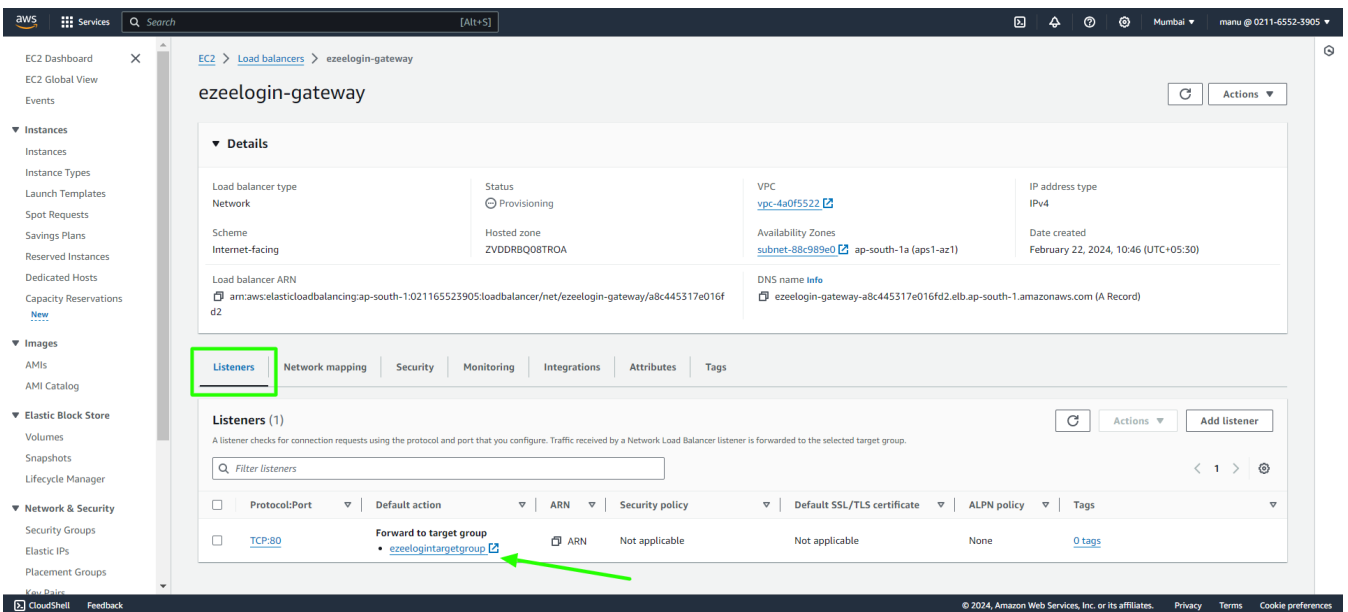 aws Services Search [Alt+S] Mumbai ▼ manu @ 0211-6552-3905 ▼
EC2 Dashboard
EC2 Global View
Events
▼ Instances
Instances
Instance Types
Launch Templates
Spot Requests
Savings Plans
Reserved Instances
Dedicated Hosts
Capacity Reservations
New
▼ Images
AMIs
AMI Catalog
▼ Elastic Block Store
Volumes
Snapshots
Lifecycle Manager
▼ Network & Security
Security Groups
Elastic IPs
Placement Groups
Key Pairs
EC2 > Load balancers > ezeelogin-gateway
ezeelogin-gateway
Actions ▼
▼ Details
Load balancer type
Network
Status
Provisioning
VPC
vpc-4a0f5522
IP address type
IPv4
Scheme
Internet-facing
Hosted zone
ZVDDRBQ08TROA
Availability Zones
subnet-88c989e0 ap-south-1a (aps1-az1)
Date created
February 22, 2024, 10:46 (UTC+05:30)
Load balancer ARN
arn:aws:elasticloadbalancing:ap-south-1:021165523905:loadbalancer/net/ezeelogin-gateway/a8c445317e016f
d2
DNS name Info
ezeelogin-gateway-a8c445317e016fd2.elb.ap-south-1.amazonaws.com (A Record)
Listeners Network mapping Security Monitoring Integrations Attributes Tags
Listeners (1)
Actions ▼ Add listener
A listener checks for connection requests using the protocol and port that you configure. Traffic received by a Network Load Balancer listener is forwarded to the selected target group.
Filter listeners
< 1 >
Protocol:Port Default action ARN Security policy Default SSL/TLS certificate ALPN policy Tags
Forward to target group
TCP:80 • ezeelogintargetgroup ARN Not applicable Not applicable None 0 tags
CloudShell Feedback © 2024, Amazon Web Services, Inc. or its affiliates. Privacy Terms Cookie preferences